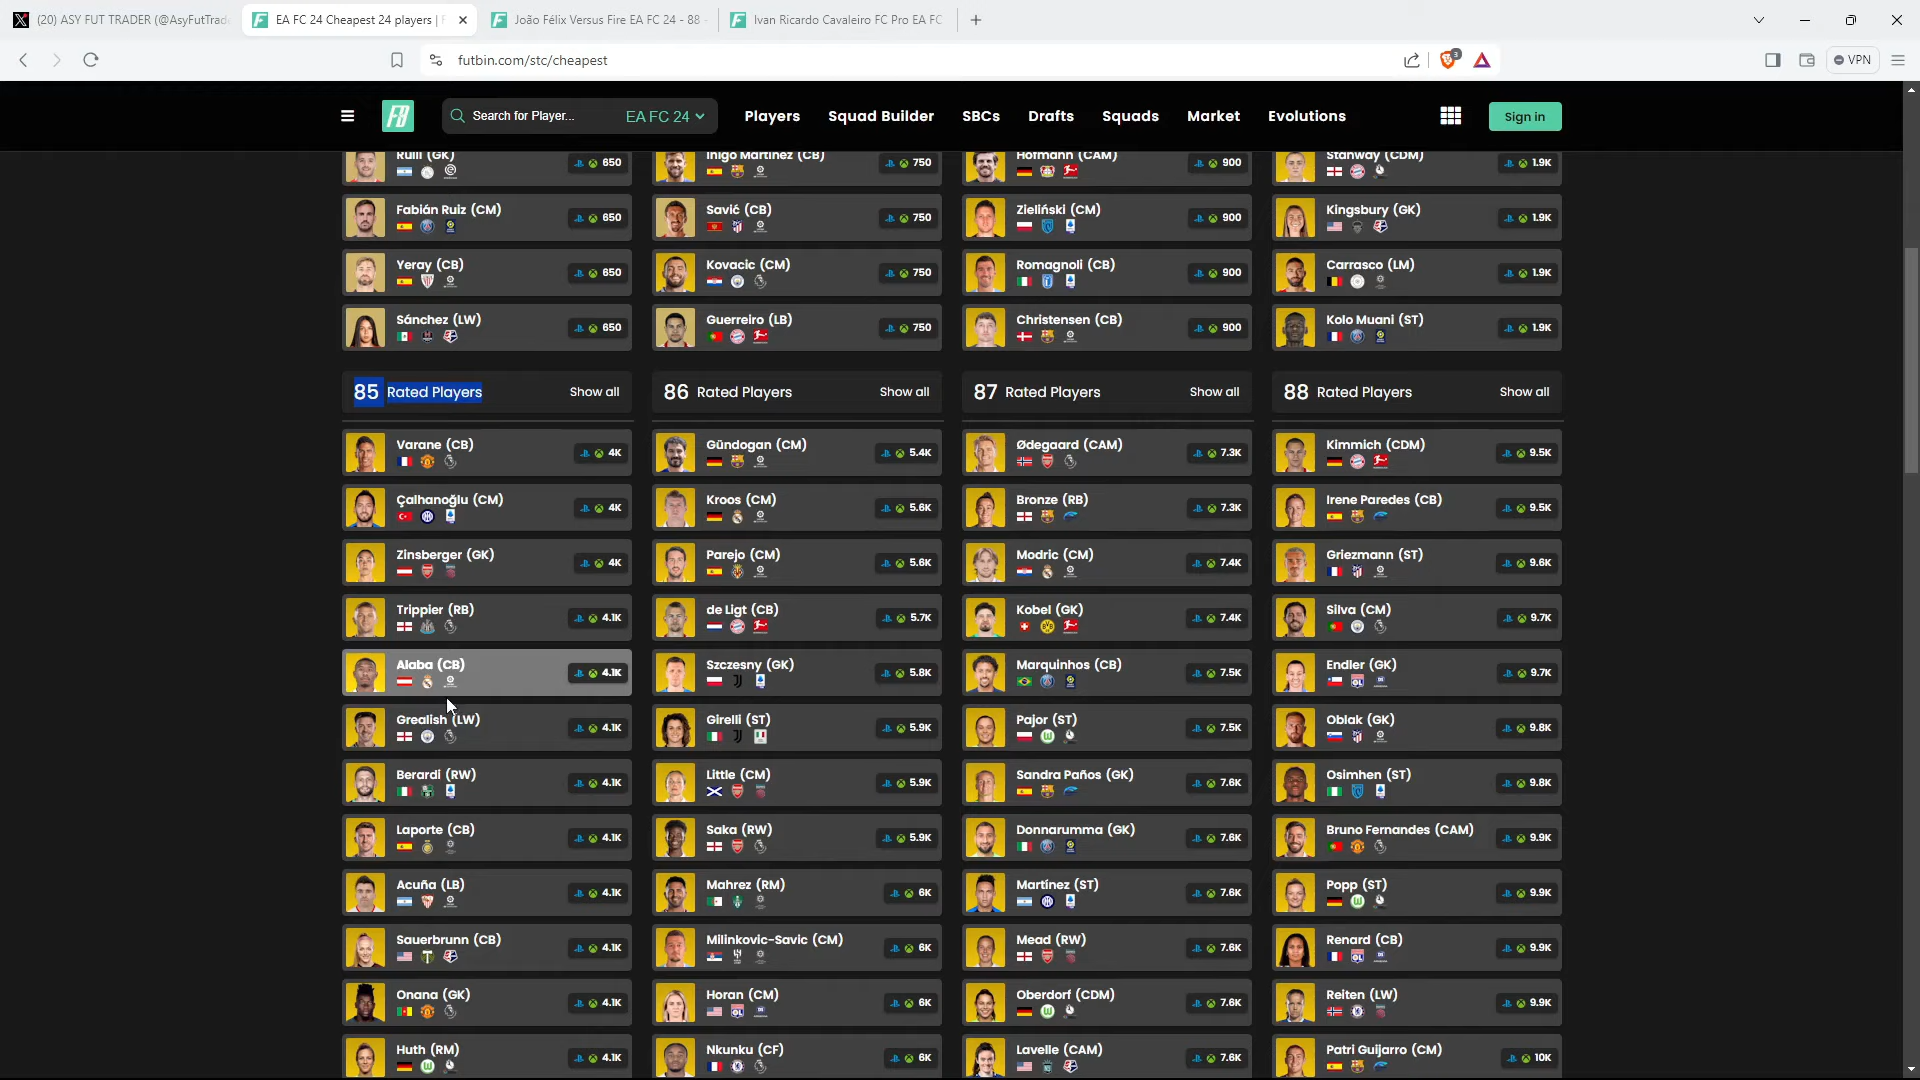 (20) ASY FUT TRADER (@AsyFutTrade
EA FC 24 Cheapest 24 players | F
João Félix Versus Fire EA FC 24 - 88
Ivan Ricardo Cavaleiro FC Pro EA FC
futbin.com/stc/cheapest
3
VPN
Search for Player...
EA FC 24
Players
Squad Builder
SBCs
Drafts
Squads
Market
Evolutions
Sign in
Rulli (GK) 650
Inigo Martinez (CB) 750
Hofmann (CAM) 900
Stanway (CDM) 1.9K
Fabián Ruiz (CM) 650
Savić (CB) 750
Zieliński (CM) 900
Kingsbury (GK) 1.9K
Yeray (CB) 650
Kovacic (CM) 750
Romagnoli (CB) 900
Carrasco (LM) 1.9K
Sánchez (LW) 650
Guerreiro (LB) 750
Christensen (CB) 900
Kolo Muani (ST) 1.9K
85 Rated Players Show all
86 Rated Players Show all
87 Rated Players Show all
88 Rated Players Show all
Varane (CB) 4K
Gündogan (CM) 5.4K
Ødegaard (CAM) 7.3K
Kimmich (CDM) 9.5K
Çalhanoğlu (CM) 4K
Kroos (CM) 5.6K
Bronze (RB) 7.3K
Irene Paredes (CB) 9.5K
Zinsberger (GK) 4K
Parejo (CM) 5.6K
Modric (CM) 7.4K
Griezmann (ST) 9.6K
Trippier (RB) 4.1K
de Ligt (CB) 5.7K
Kobel (GK) 7.4K
Silva (CM) 9.7K
Alaba (CB) 4.1K
Szczesny (GK) 5.8K
Marquinhos (CB) 7.5K
Endler (GK) 9.7K
Grealish (LW) 4.1K
Girelli (ST) 5.9K
Pajor (ST) 7.5K
Oblak (GK) 9.8K
Berardi (RW) 4.1K
Little (CM) 5.9K
Sandra Paños (GK) 7.6K
Osimhen (ST) 9.8K
Laporte (CB) 4.1K
Saka (RW) 5.9K
Donnarumma (GK) 7.6K
Bruno Fernandes (CAM) 9.9K
Acuña (LB) 4.1K
Mahrez (RM) 6K
Martínez (ST) 7.6K
Popp (ST) 9.9K
Sauerbrunn (CB) 4.1K
Milinkovic-Savic (CM) 6K
Mead (RW) 7.6K
Renard (CB) 9.9K
Onana (GK) 4.1K
Horan (CM) 6K
Oberdorf (CDM) 7.6K
Reiten (LW) 9.9K
Huth (RM) 4.1K
Nkunku (CF) 6K
Lavelle (CAM) 7.6K
Patri Guijarro (CM) 10K